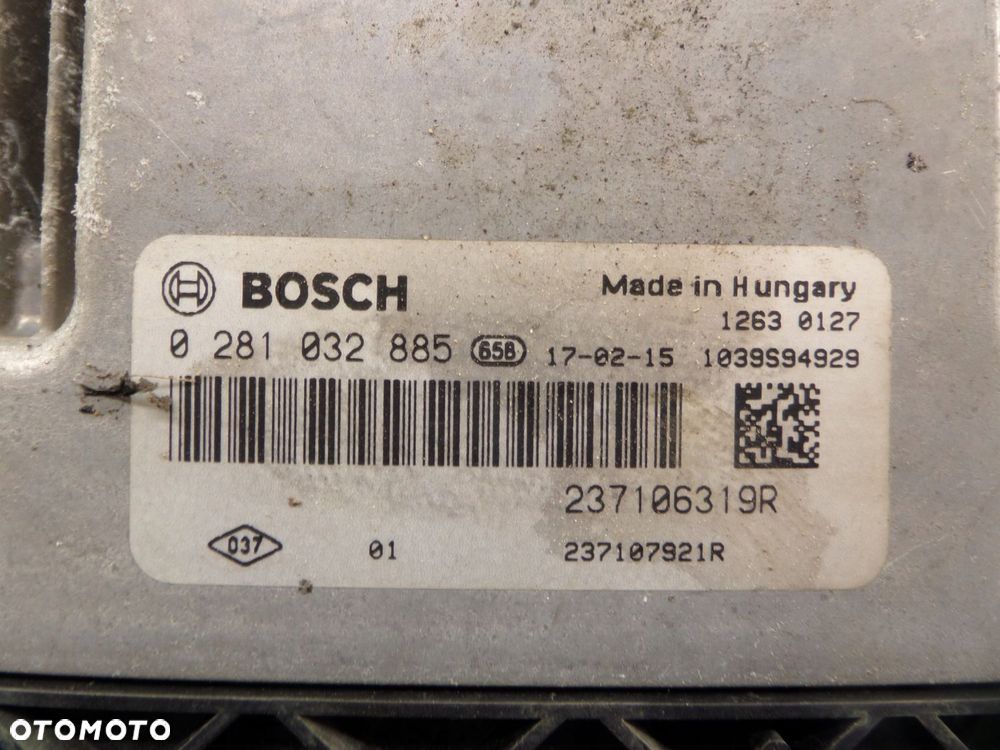 BOSCH
Made in Hungary
1263 0127
0 281 032 885 658 17-02-15 1039S94929
237106319R
037 01 237107921R
OTOMOTO